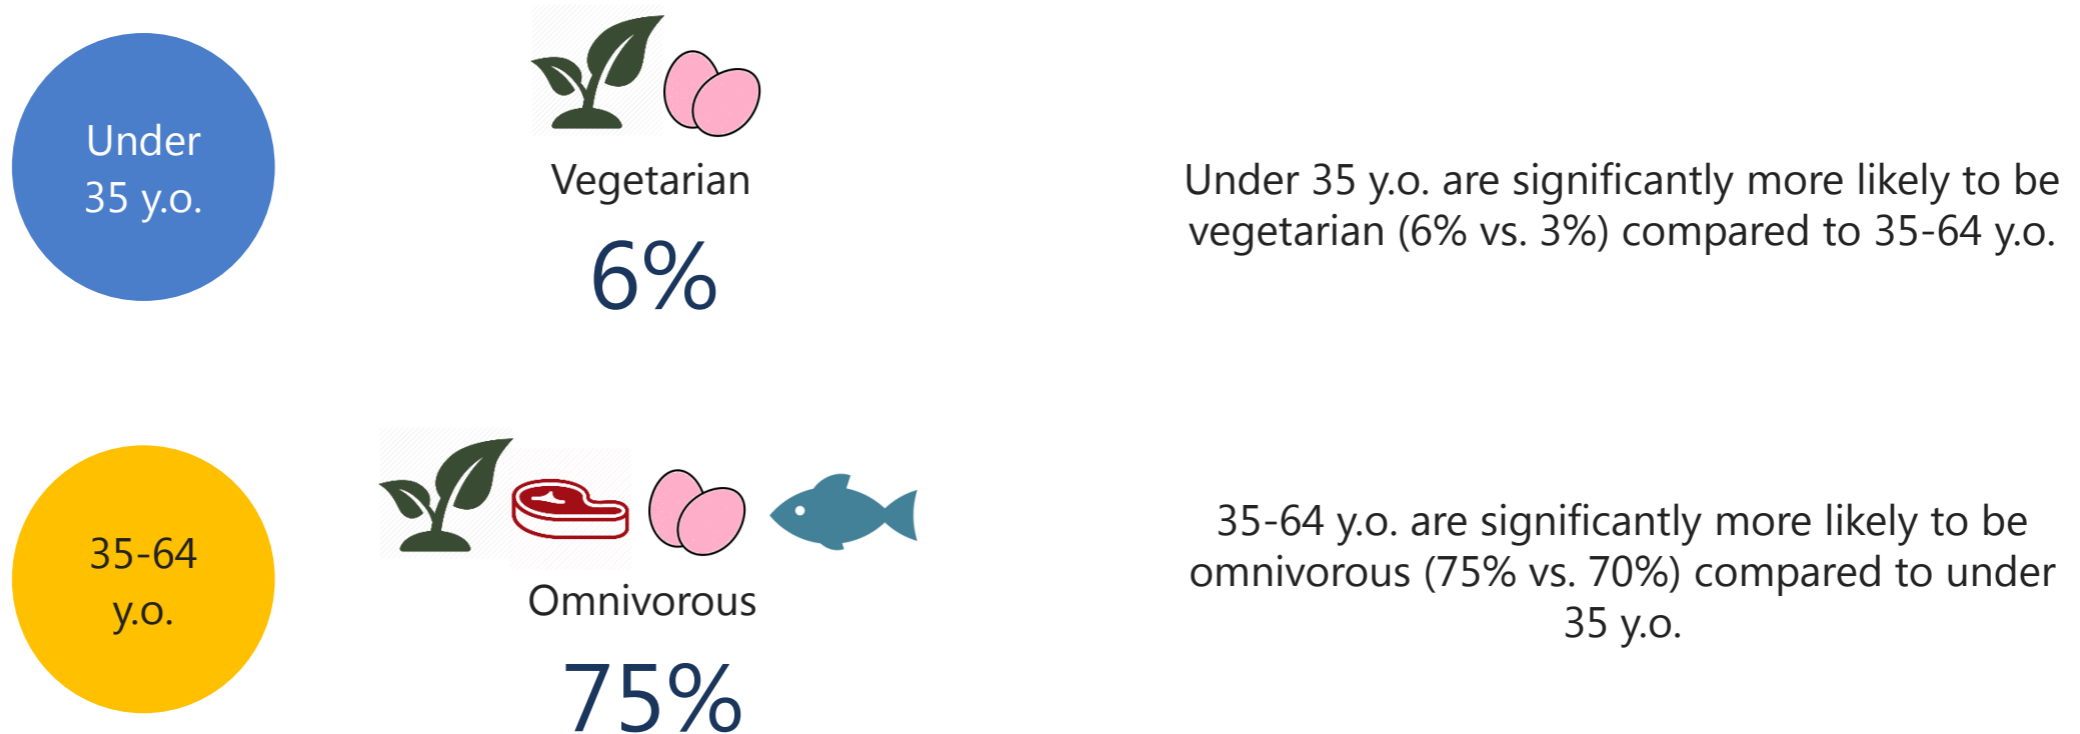 Under
35 y.o.
Vegetarian
6%
Under 35 y.o. are significantly more likely to be
vegetarian (6% vs. 3%) compared to 35-64 y.o.
35-64
y.o.
Omnivorous
75%
35-64 y.o. are significantly more likely to be
omnivorous (75% vs. 70%) compared to under
35 y.o.